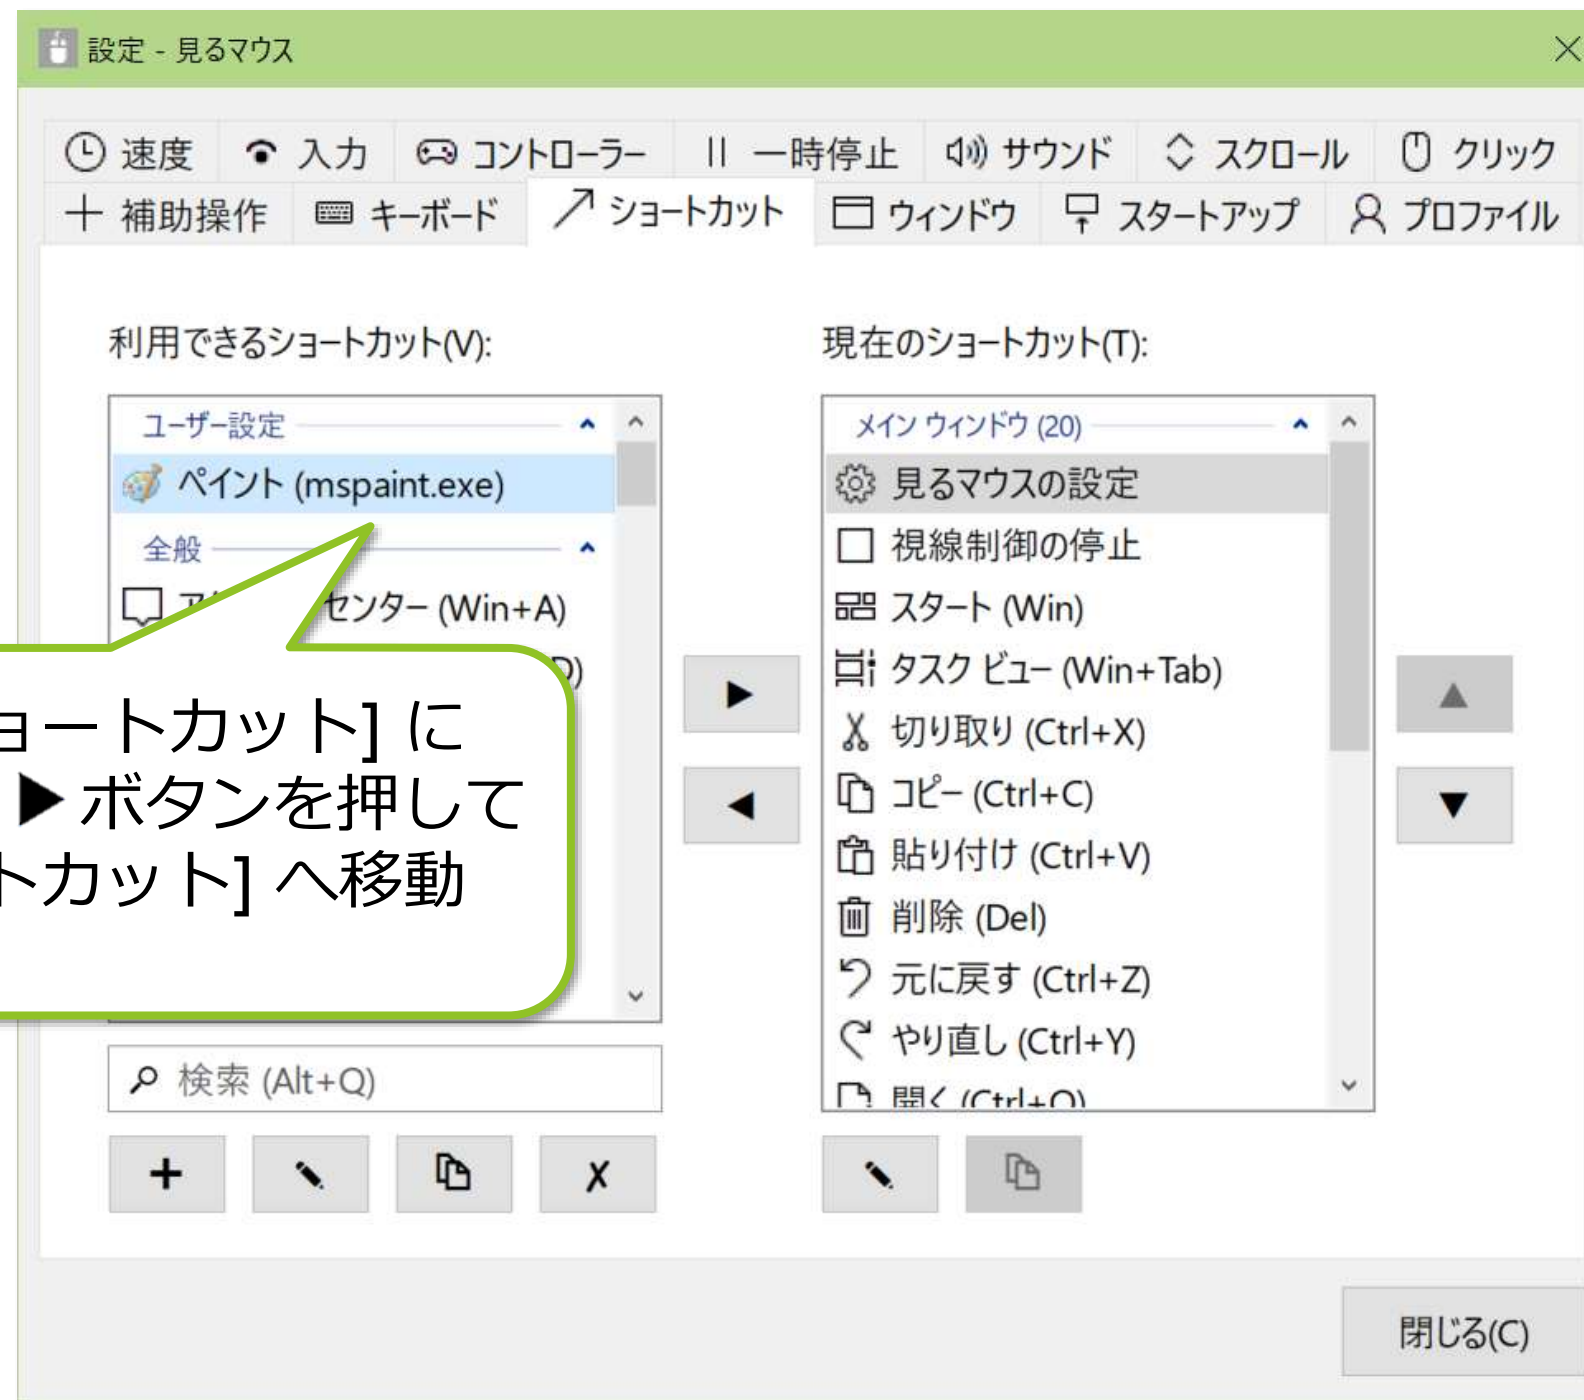 設定 - 見るマウス
速度 入力 コントローラー 一時停止 サウンド スクロール クリック
補助操作 キーボード ショートカット ウィンドウ スタートアップ プロファイル
利用できるショートカット(V):
ユーザー設定
ペイント (mspaint.exe)
全般
センター (Win+A)
ョートカット] に
▶ボタンを押して
トカット] へ移動
検索 (Alt+Q)
現在のショートカット(T):
メイン ウィンドウ (20)
見るマウスの設定
視線制御の停止
スタート (Win)
タスク ビュー (Win+Tab)
切り取り (Ctrl+X)
コピー (Ctrl+C)
貼り付け (Ctrl+V)
削除 (Del)
元に戻す (Ctrl+Z)
やり直し (Ctrl+Y)
開く (Ctrl+O)
閉じる(C)